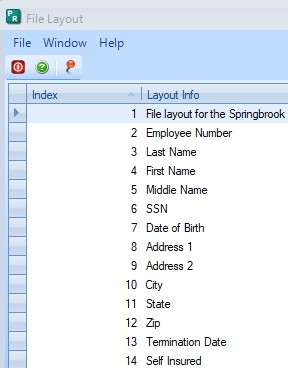 PR File Layout
File Window Help
Index Layout Info
1 File layout for the Springbrook
2 Employee Number
3 Last Name
4 First Name
5 Middle Name
6 SSN
7 Date of Birth
8 Address 1
9 Address 2
10 City
11 State
12 Zip
13 Termination Date
14 Self Insured